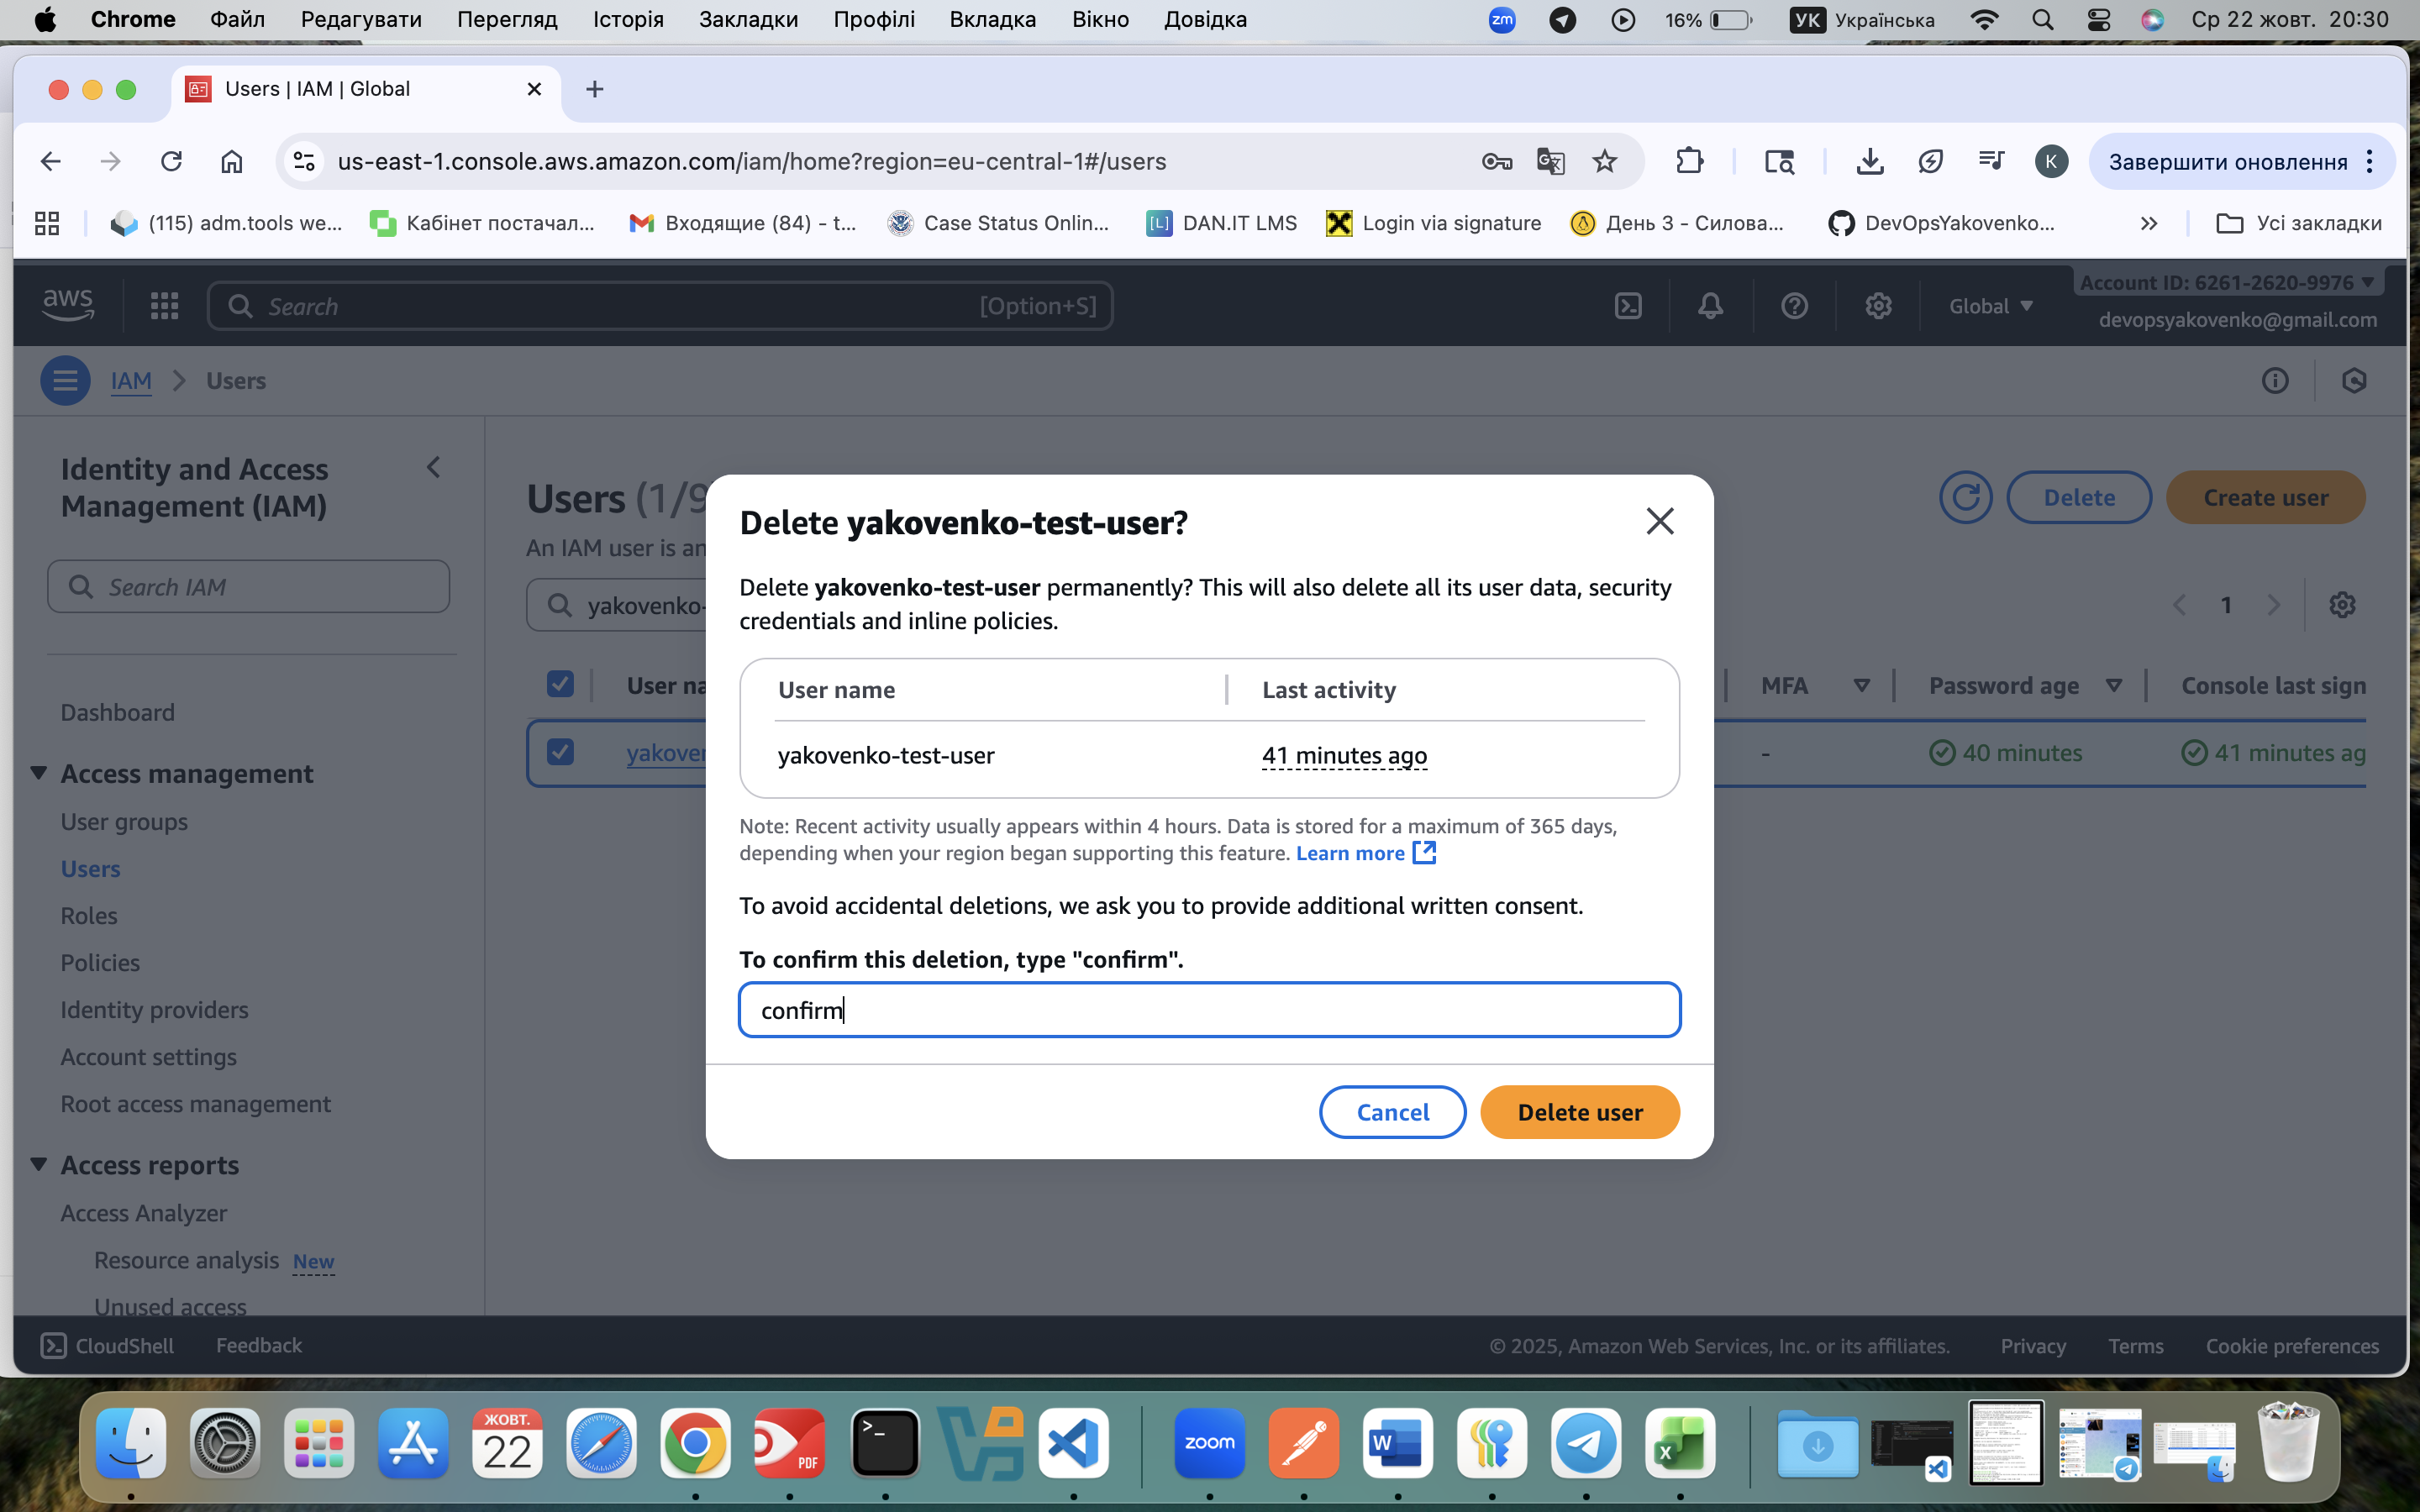 Chrome Файл Редагувати Перегляд Історія Закладки Профілі Вкладка Вікно Довідка zm 16% УК Українська Ср 22 жовт. 20:30
Users | IAM | Global
us-east-1.console.aws.amazon.com/iam/home?region=eu-central-1#/users K Завершити оновлення
(115) adm.tools we... Кабінет постачал... Входящие (84) - t... Case Status Onlin... [L] DAN.IT LMS Login via signature День 3 - Силова... DevOpsYakovenko... Усі закладки
aws Search [Option+S] Global Account ID: 6261-2620-9976
devopsyakovenko@gmail.com
IAM Users
Identity and Access
Management (IAM)
Search IAM
Dashboard
Access management
User groups
Users
Roles
Policies
Identity providers
Account settings
Root access management
Access reports
Access Analyzer
Resource analysis New
Unused access
Users (1/9
An IAM user is an
yakovenko-
Delete Create user
1
User na MFA Password age Console last sign
yakove - 40 minutes 41 minutes ag
Delete yakovenko-test-user?
Delete yakovenko-test-user permanently? This will also delete all its user data, security
credentials and inline policies.
User name Last activity
yakovenko-test-user 41 minutes ago
Note: Recent activity usually appears within 4 hours. Data is stored for a maximum of 365 days,
depending when your region began supporting this feature. Learn more
To avoid accidental deletions, we ask you to provide additional written consent.
To confirm this deletion, type "confirm".
confirm
Cancel Delete user
CloudShell Feedback © 2025, Amazon Web Services, Inc. or its affiliates. Privacy Terms Cookie preferences
ЖОВТ.
22
PDF
>_
zoom
W
X